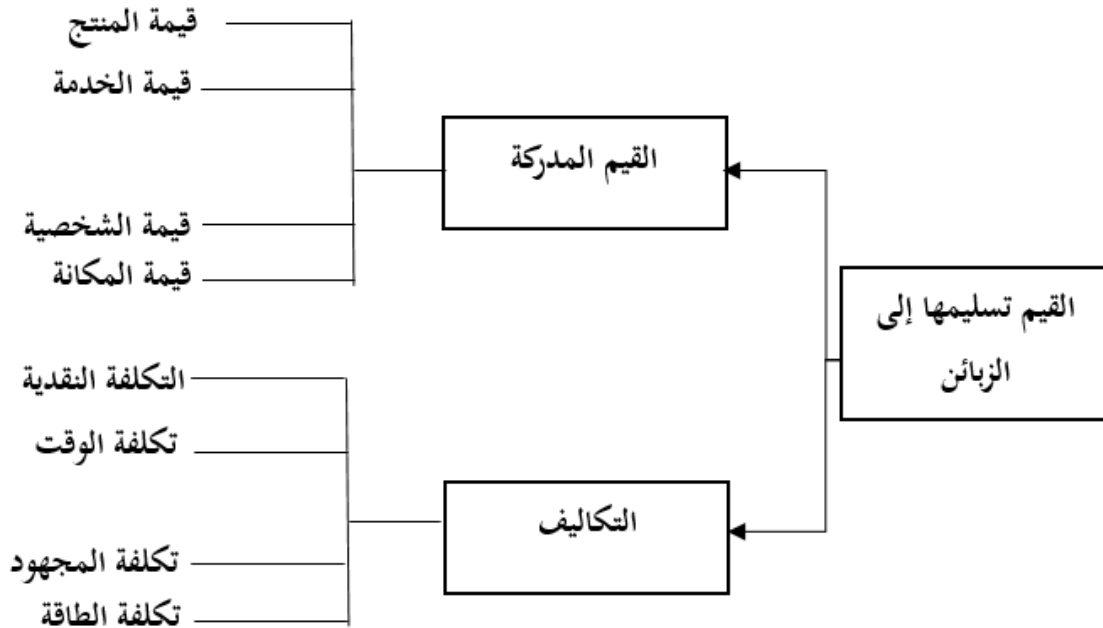 القيم تسليمها إلى
الزبائن
القيم المدركة
قيمة المنتج
قيمة الخدمة
قيمة الشخصية
قيمة المكانة
التكاليف
التكلفة النقدية
تكلفة الوقت
تكلفة المجهود
تكلفة الطاقة